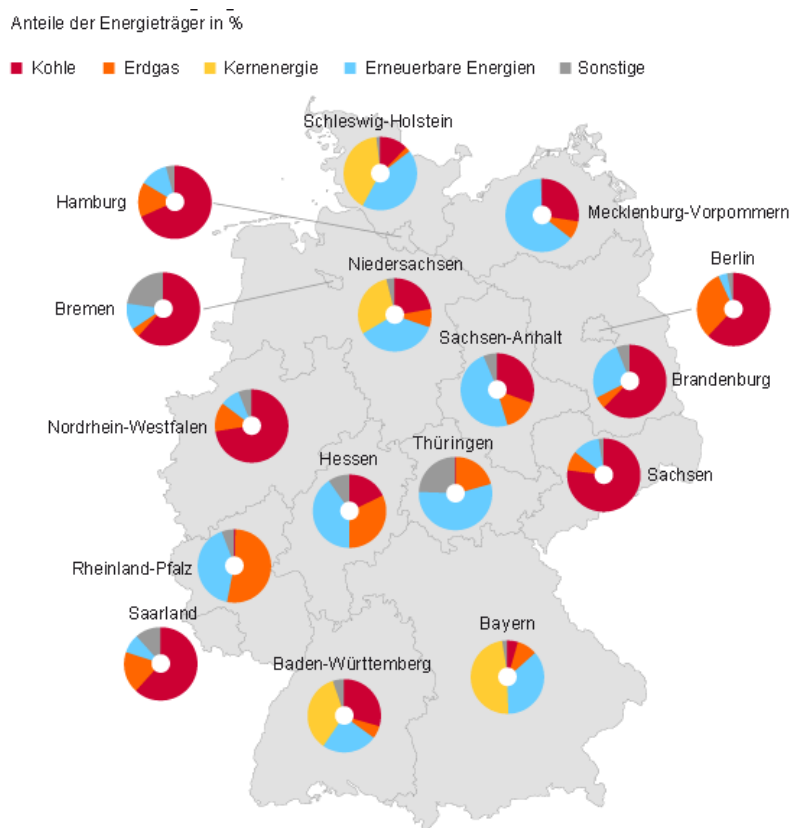 Anteile der Energieträger in %
Kohle Erdgas Kernenergie Erneuerbare Energien Sonstige
Schleswig-Holstein
Hamburg
Mecklenburg-Vorpommern
Berlin
Niedersachsen
Bremen
Sachsen-Anhalt
Brandenburg
Nordrhein-Westfalen
Thüringen
Hessen
Sachsen
Rheinland-Pfalz
Saarland
Bayern
Baden-Württemberg